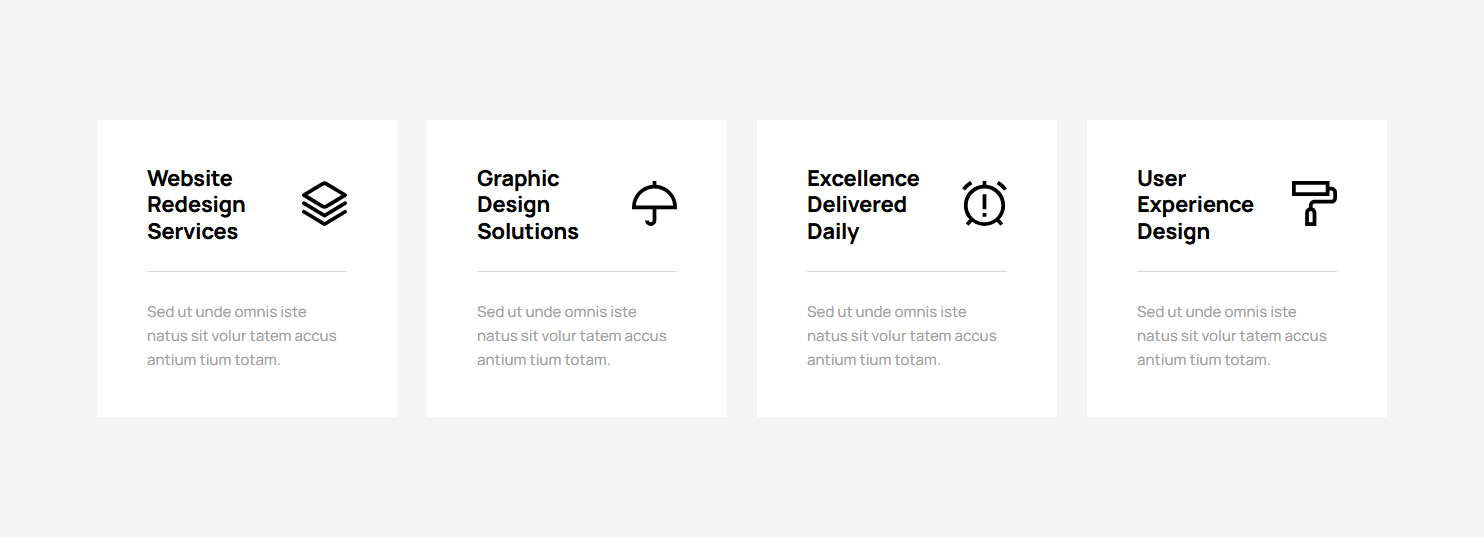 Website
Redesign
Services
Sed ut unde omnis iste
natus sit volur tatem accus
antium tium totam.
Graphic
Design
Solutions
Sed ut unde omnis iste
natus sit volur tatem accus
antium tium totam.
Excellence
Delivered
Daily
Sed ut unde omnis iste
natus sit volur tatem accus
antium tium totam.
User
Experience
Design
Sed ut unde omnis iste
natus sit volur tatem accus
antium tium totam.